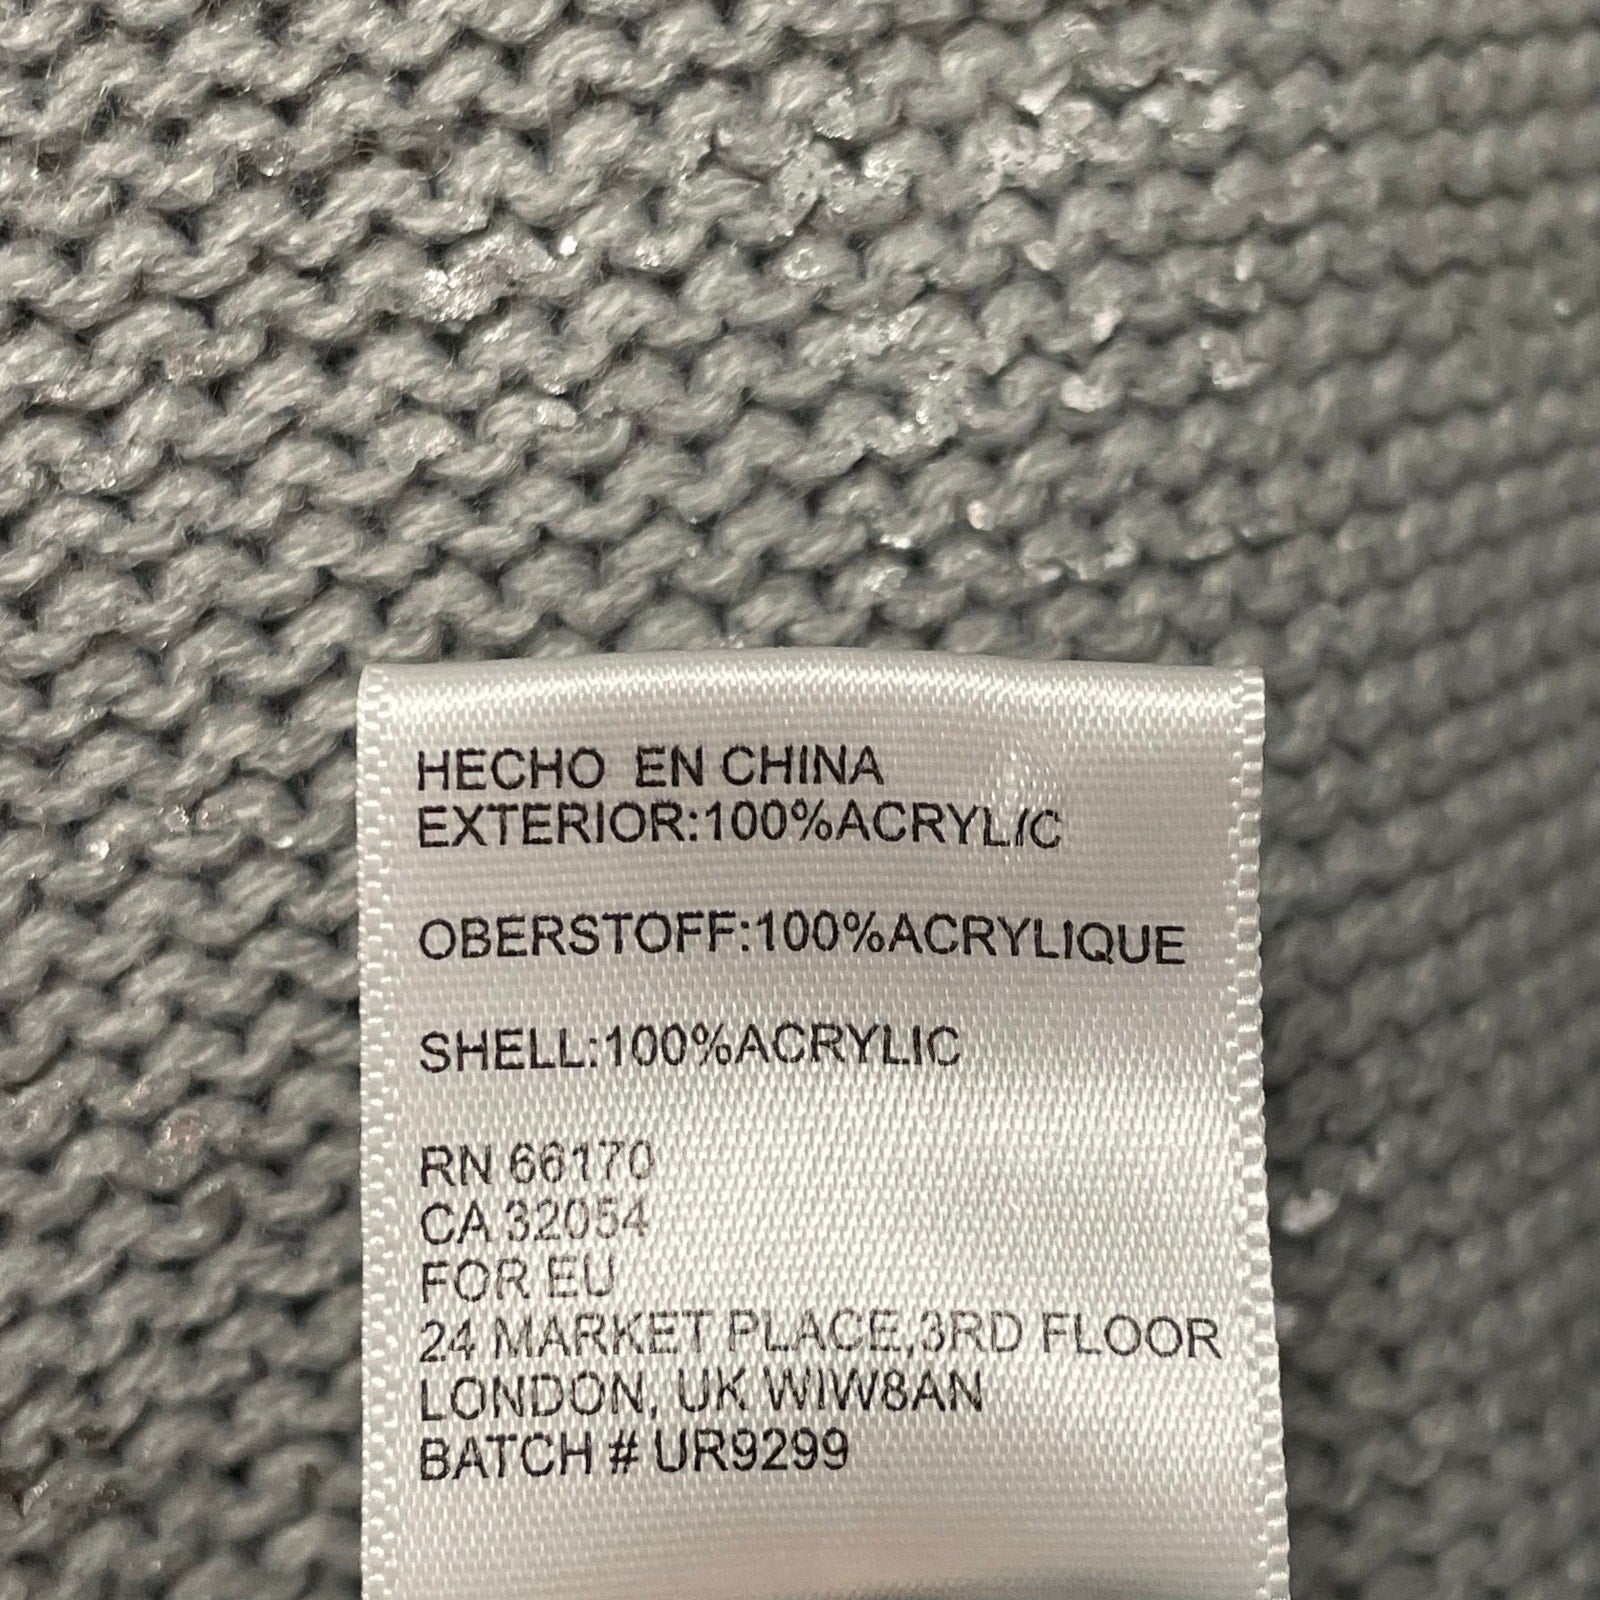 HECHO EN CHINA
EXTERIOR:100%ACRYLIC
OBERSTOFF:100%ACRYLIQUE
SHELL:100%ACRYLIC
RN 66170
CA 32054
FOR EU
24 MARKET PLACE,3RD FLOOR
LONDON, UK WIW8AN
BATCH # UR9299